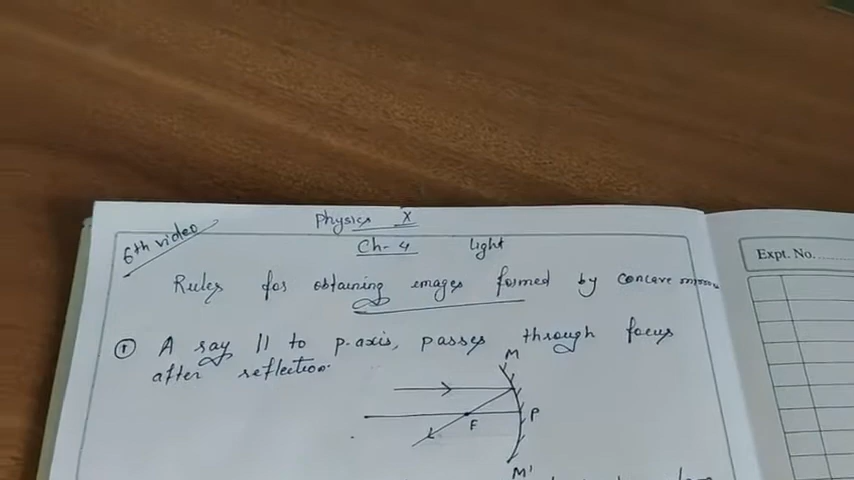 Physics X
6th video
Ch-4 light
Rules for obtaining images formed by concave mirror
① A ray || to p.axis, passes through focus
after reflection.
M
P
F
M'
Expt. No.